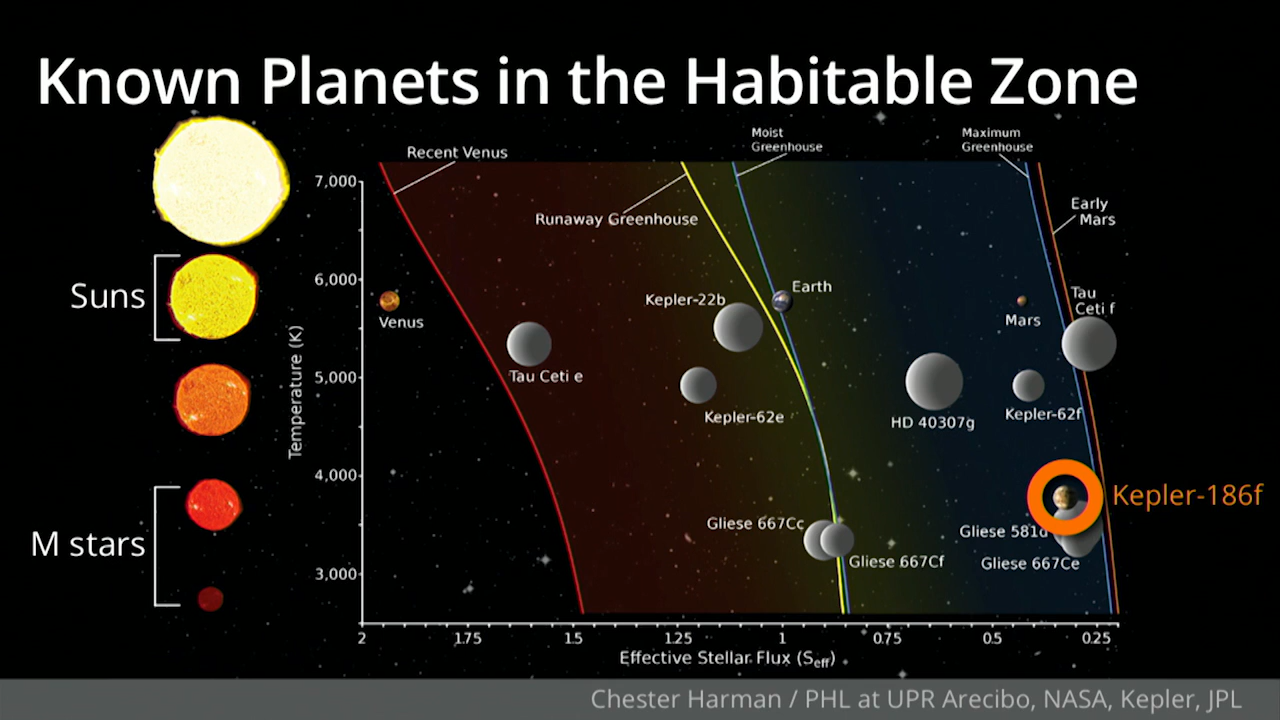 Known Planets in the Habitable Zone
Moist
Greenhouse
Maximum
Greenhouse
Recent Venus
7,000
Early
Mars
Runaway Greenhouse
6,000
Suns
Earth
Kepler-22b
Venus
Tau
Ceti f
Mars
Temperature (K)
5,000
Tau Ceti e
Kepler-62e
HD 40307g
Kepler-62f
4,000
Kepler-186f
Gliese 667Cc
Gliese 581d
M stars
Gliese 667Cf
Gliese 667Ce
3,000
2 1.75 1.5 1.25 1 0.75 0.5 0.25
Effective Stellar Flux (Seff)
Chester Harman / PHL at UPR Arecibo, NASA, Kepler, JPL